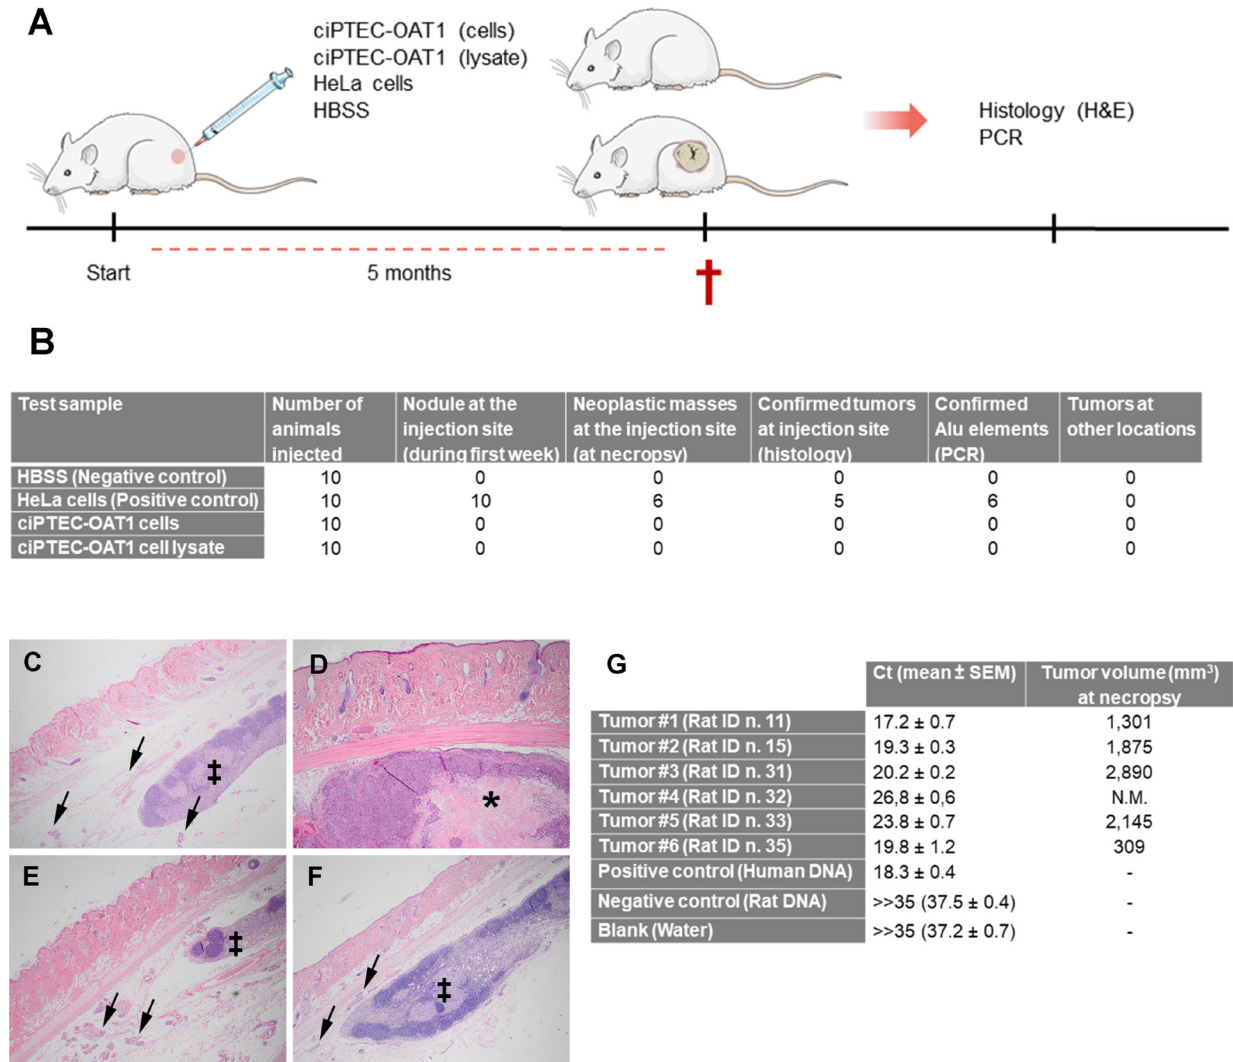 A
ciPTEC-OAT1 (cells)
ciPTEC-OAT1 (lysate)
HeLa cells
HBSS
Histology (H&E)
PCR
Start
5 months
B
Test sample
Number of
animals
injected
Nodule at the
injection site
(during first week)
Neoplastic masses
at the injection site
(at necropsy)
Confirmed tumors
at injection site
(histology)
Confirmed
Alu elements
(PCR)
Tumors at
other locations
HBSS (Negative control) 10 0 0 0 0 0
HeLa cells (Positive control) 10 10 6 5 6 0
ciPTEC-OAT1 cells 10 0 0 0 0 0
ciPTEC-OAT1 cell lysate 10 0 0 0 0 0
C
‡
D
*
E
‡
F
‡
G
Ct (mean ± SEM)
Tumor volume (mm³)
at necropsy
Tumor #1 (Rat ID n. 11) 17.2 ± 0.7 1,301
Tumor #2 (Rat ID n. 15) 19.3 ± 0.3 1,875
Tumor #3 (Rat ID n. 31) 20.2 ± 0.2 2,890
Tumor #4 (Rat ID n. 32) 26,8 ± 0,6 N.M.
Tumor #5 (Rat ID n. 33) 23.8 ± 0.7 2,145
Tumor #6 (Rat ID n. 35) 19.8 ± 1.2 309
Positive control (Human DNA) 18.3 ± 0.4 -
Negative control (Rat DNA) >>35 (37.5 ± 0.4) -
Blank (Water) >>35 (37.2 ± 0.7) -